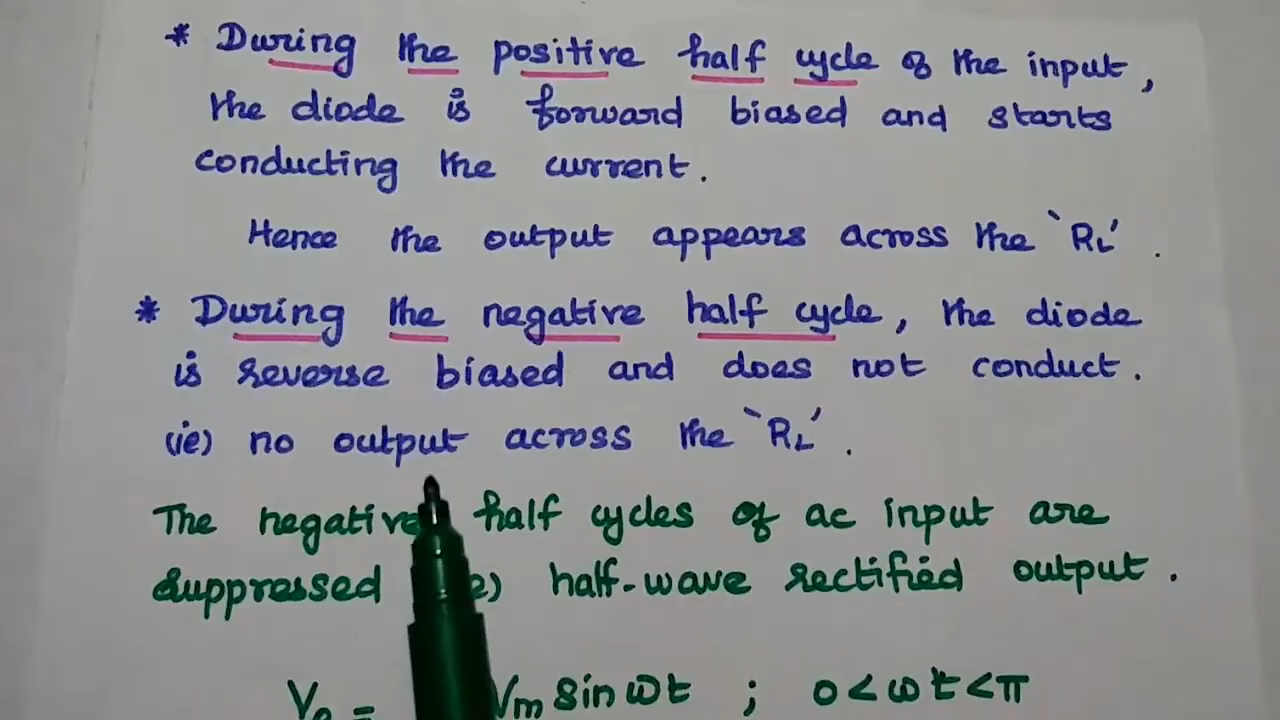 * During the positive half cycle of the input,
the diode is forward biased and starts
conducting the current.
Hence the output appears across the `RL'.
* During the negative half cycle, the diode
is reverse biased and does not conduct.
(ie) no output across the `RL'.
The negative half cycles of ac input are
suppressed half-wave rectified output.
Vo = Vm sin ωt ; 0 < ωt < π